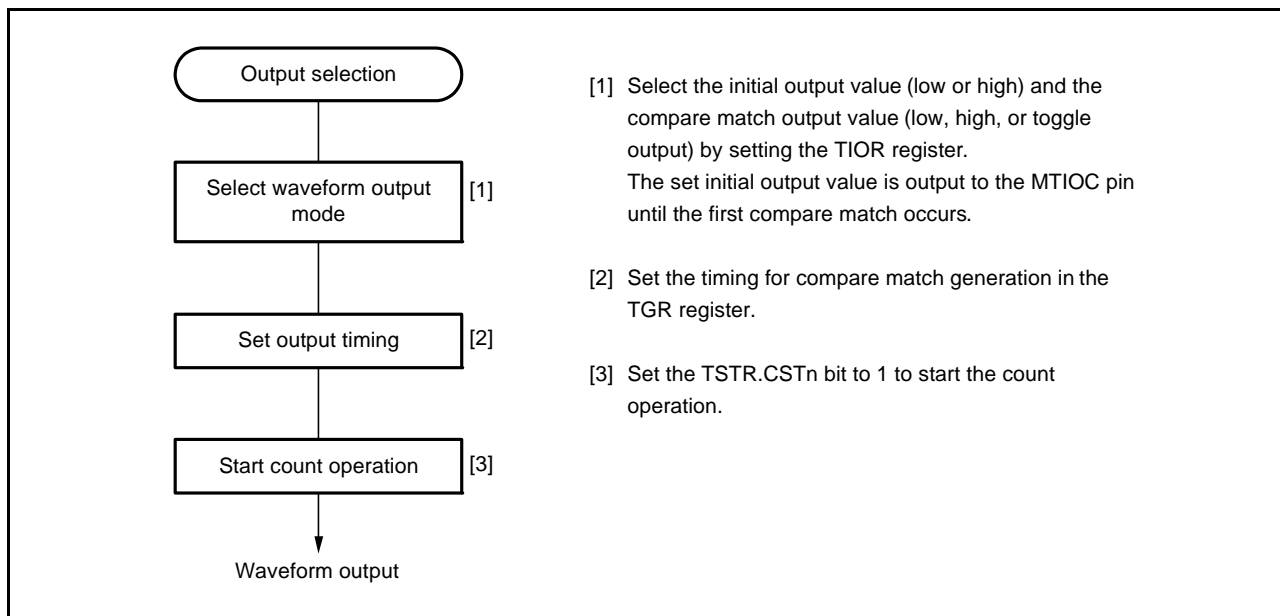 Output selection
Select waveform output
mode
[1]
Set output timing
[2]
Start count operation
[3]
Waveform output
[1] Select the initial output value (low or high) and the
compare match output value (low, high, or toggle
output) by setting the TIOR register.
The set initial output value is output to the MTIOC pin
until the first compare match occurs.
[2] Set the timing for compare match generation in the
TGR register.
[3] Set the TSTR.CSTn bit to 1 to start the count
operation.